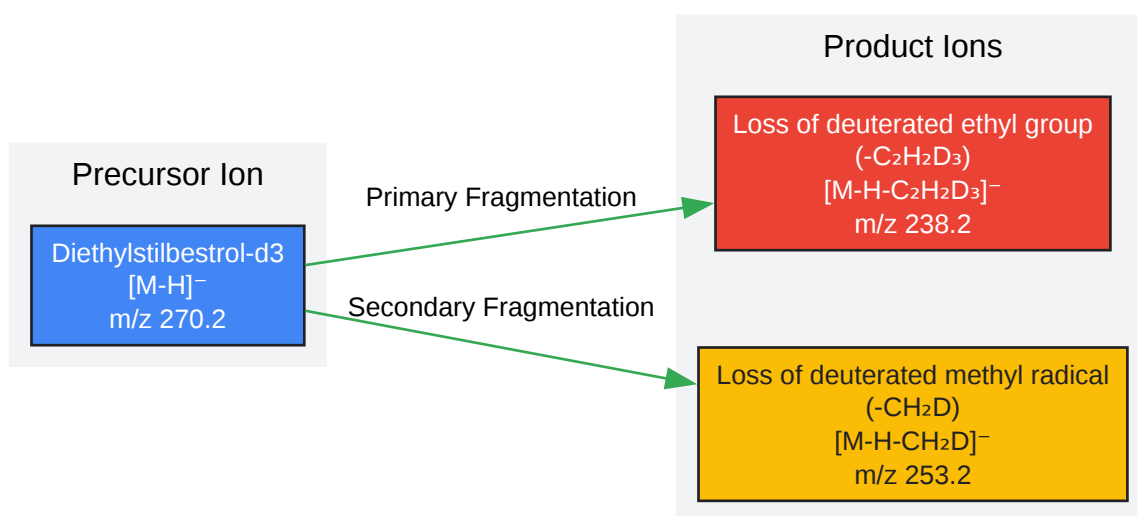 Precursor Ion
Diethylstilbestrol-d3
[M-H]⁻
m/z 270.2
Primary Fragmentation
Secondary Fragmentation
Product Ions
Loss of deuterated ethyl group
(-C₂H₂D₃)
[M-H-C₂H₂D₃]⁻
m/z 238.2
Loss of deuterated methyl radical
(-CH₂D)
[M-H-CH₂D]⁻
m/z 253.2